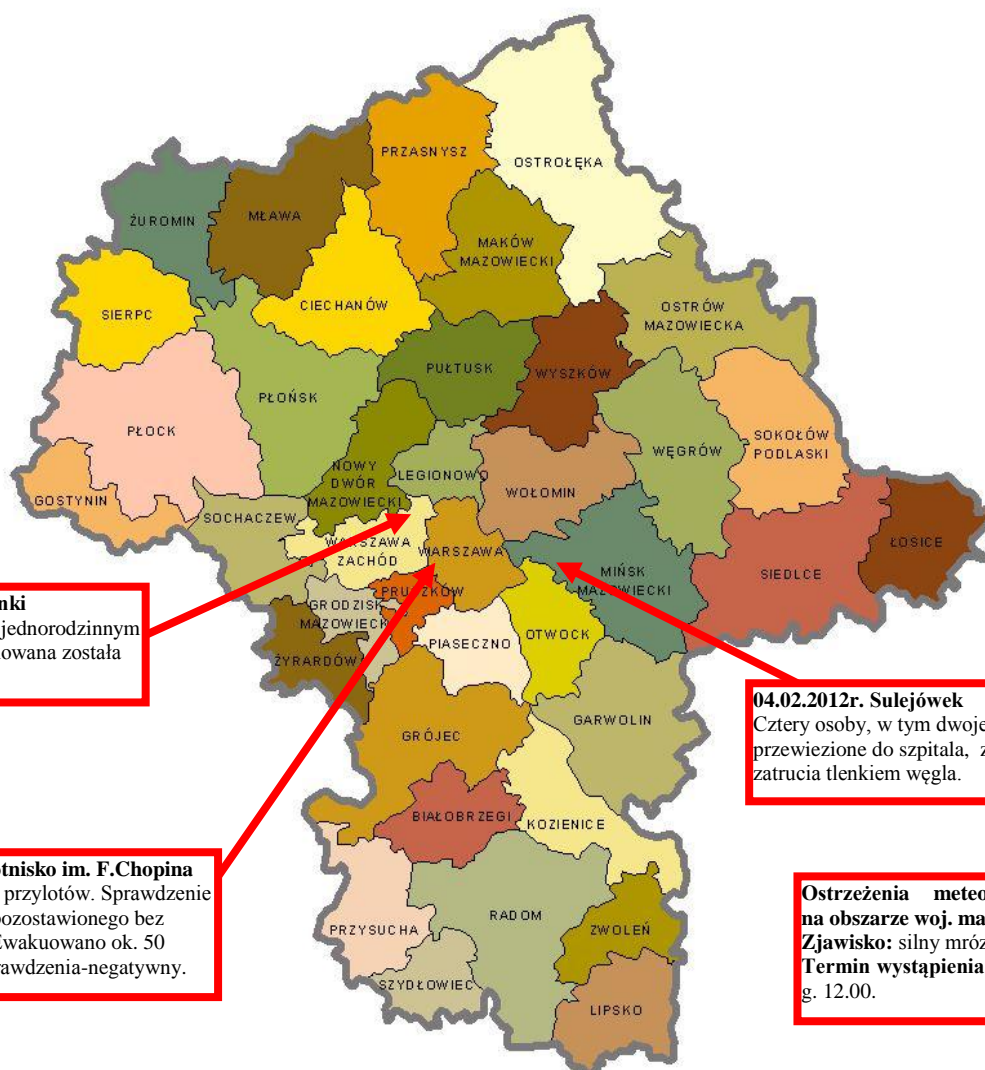 PRZASNYSZ
OSTROŁĘKA
ŻUROMIN
MŁAWA
MAKÓW
MAZOWIECKI
CIECHANÓW
SIERPC
OSTRÓW
MAZOWIECKA
PUŁTUSK
WYSZKÓW
PŁOŃSK
PŁOCK
SOKOŁÓW
PODLASKI
WĘGRÓW
NOWY
DWÓR
MAZOWIECKI
LEGIONOWO
GOSTYNIN
WOŁOMIN
SOCHACZEW
WARSZAWA
ZACHÓD
WARSZAWA
ŁOSICE
SIEDLCE
MIŃSK
MAZOWIECKI
PRUSZKÓW
GRODZISK
MAZOWIECK
PIASECZNO
OTWOCK
ŻYRARDÓW
GARWOLIN
GRÓJEC
BIAŁOBRZEGI
KOZIENICE
RADOM
PRZYSUCHA
ZWOLEŃ
SZYDŁOWIEC
LIPSKO
nki
jednorodzinnym
owana została
04.02.2012r. Sulejówek
Cztery osoby, w tym dwoje
przewiezione do szpitala, z
zatrucia tlenkiem węgla.
tnisko im. F.Chopina
przylotów. Sprawdzenie
pozostawionego bez
Ewakuowano ok. 50
rawdzenia-negatywny.
Ostrzeżenia meteo
na obszarze woj. ma
Zjawisko: silny mróz
Termin wystąpienia
g. 12.00.